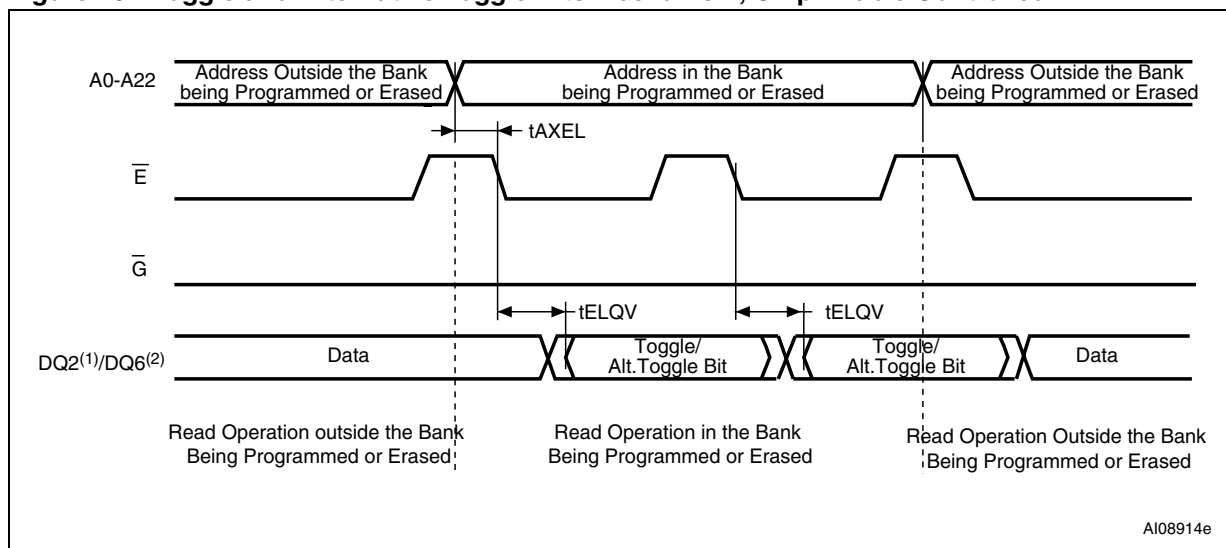 A0-A22
Address Outside the Bank
being Programmed or Erased
Address in the Bank
being Programmed or Erased
Address Outside the Bank
being Programmed or Erased
tAXEL
E
G
tELQV
tELQV
DQ2(1)/DQ6(2)
Data
Toggle/
Alt.Toggle Bit
Toggle/
Alt.Toggle Bit
Data
Read Operation outside the Bank
Being Programmed or Erased
Read Operation in the Bank
Being Programmed or Erased
Read Operation Outside the Bank
Being Programmed or Erased
AI08914e